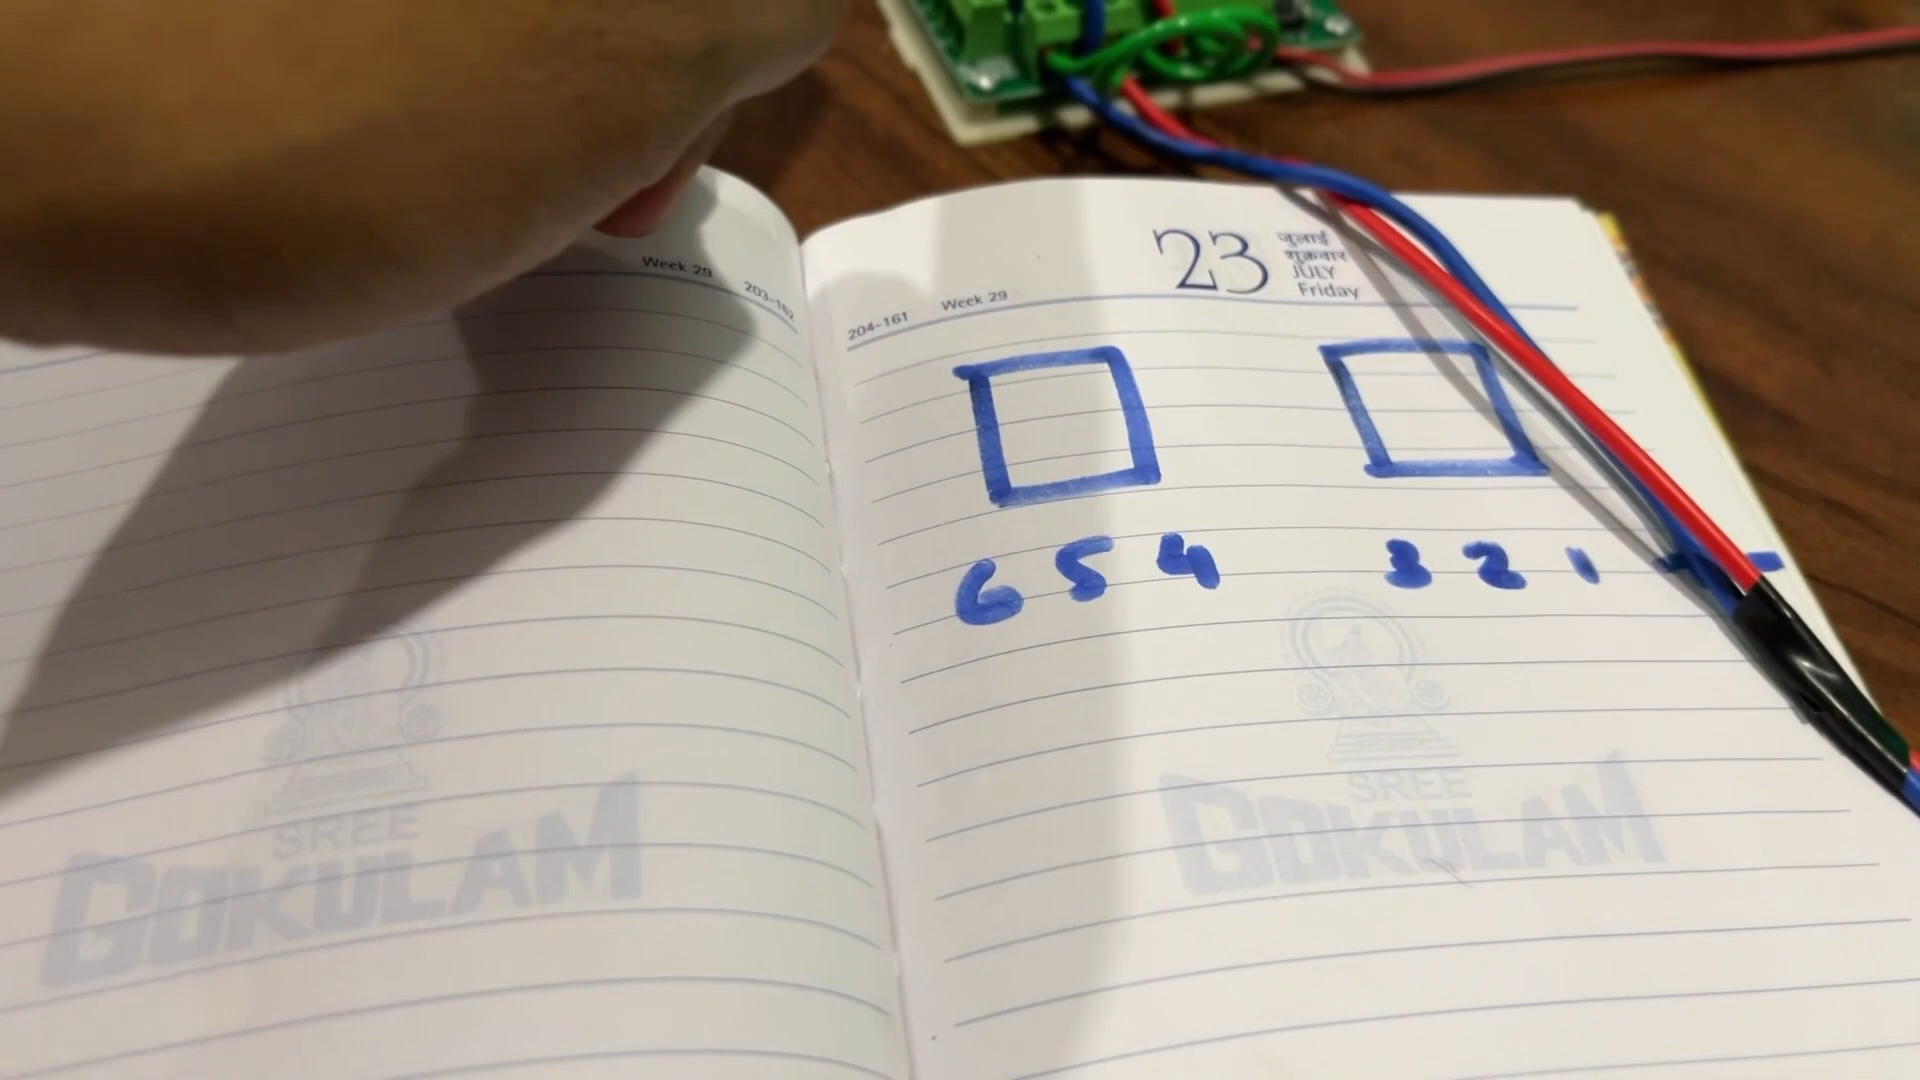 Week 29
203-162
23
जुलाई
शुक्रवार
JULY
Friday
204-161 Week 29
6 5 4 3 2 1 + -
SREE
GOKULAM
SREE
GOKULAM